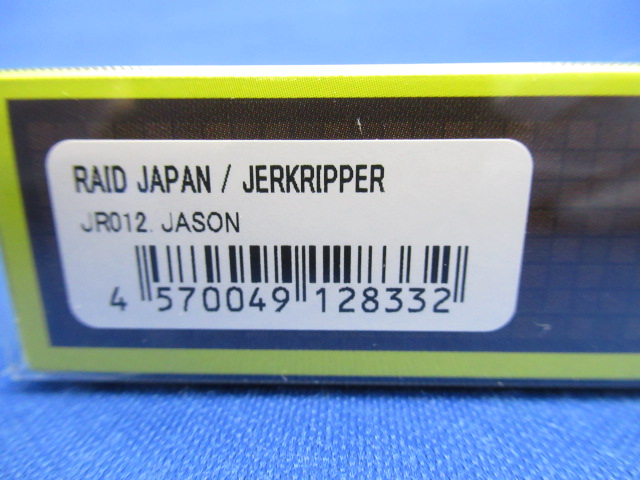 RAID JAPAN / JERKRIPPER
JR012. JASON
4 570049 128332